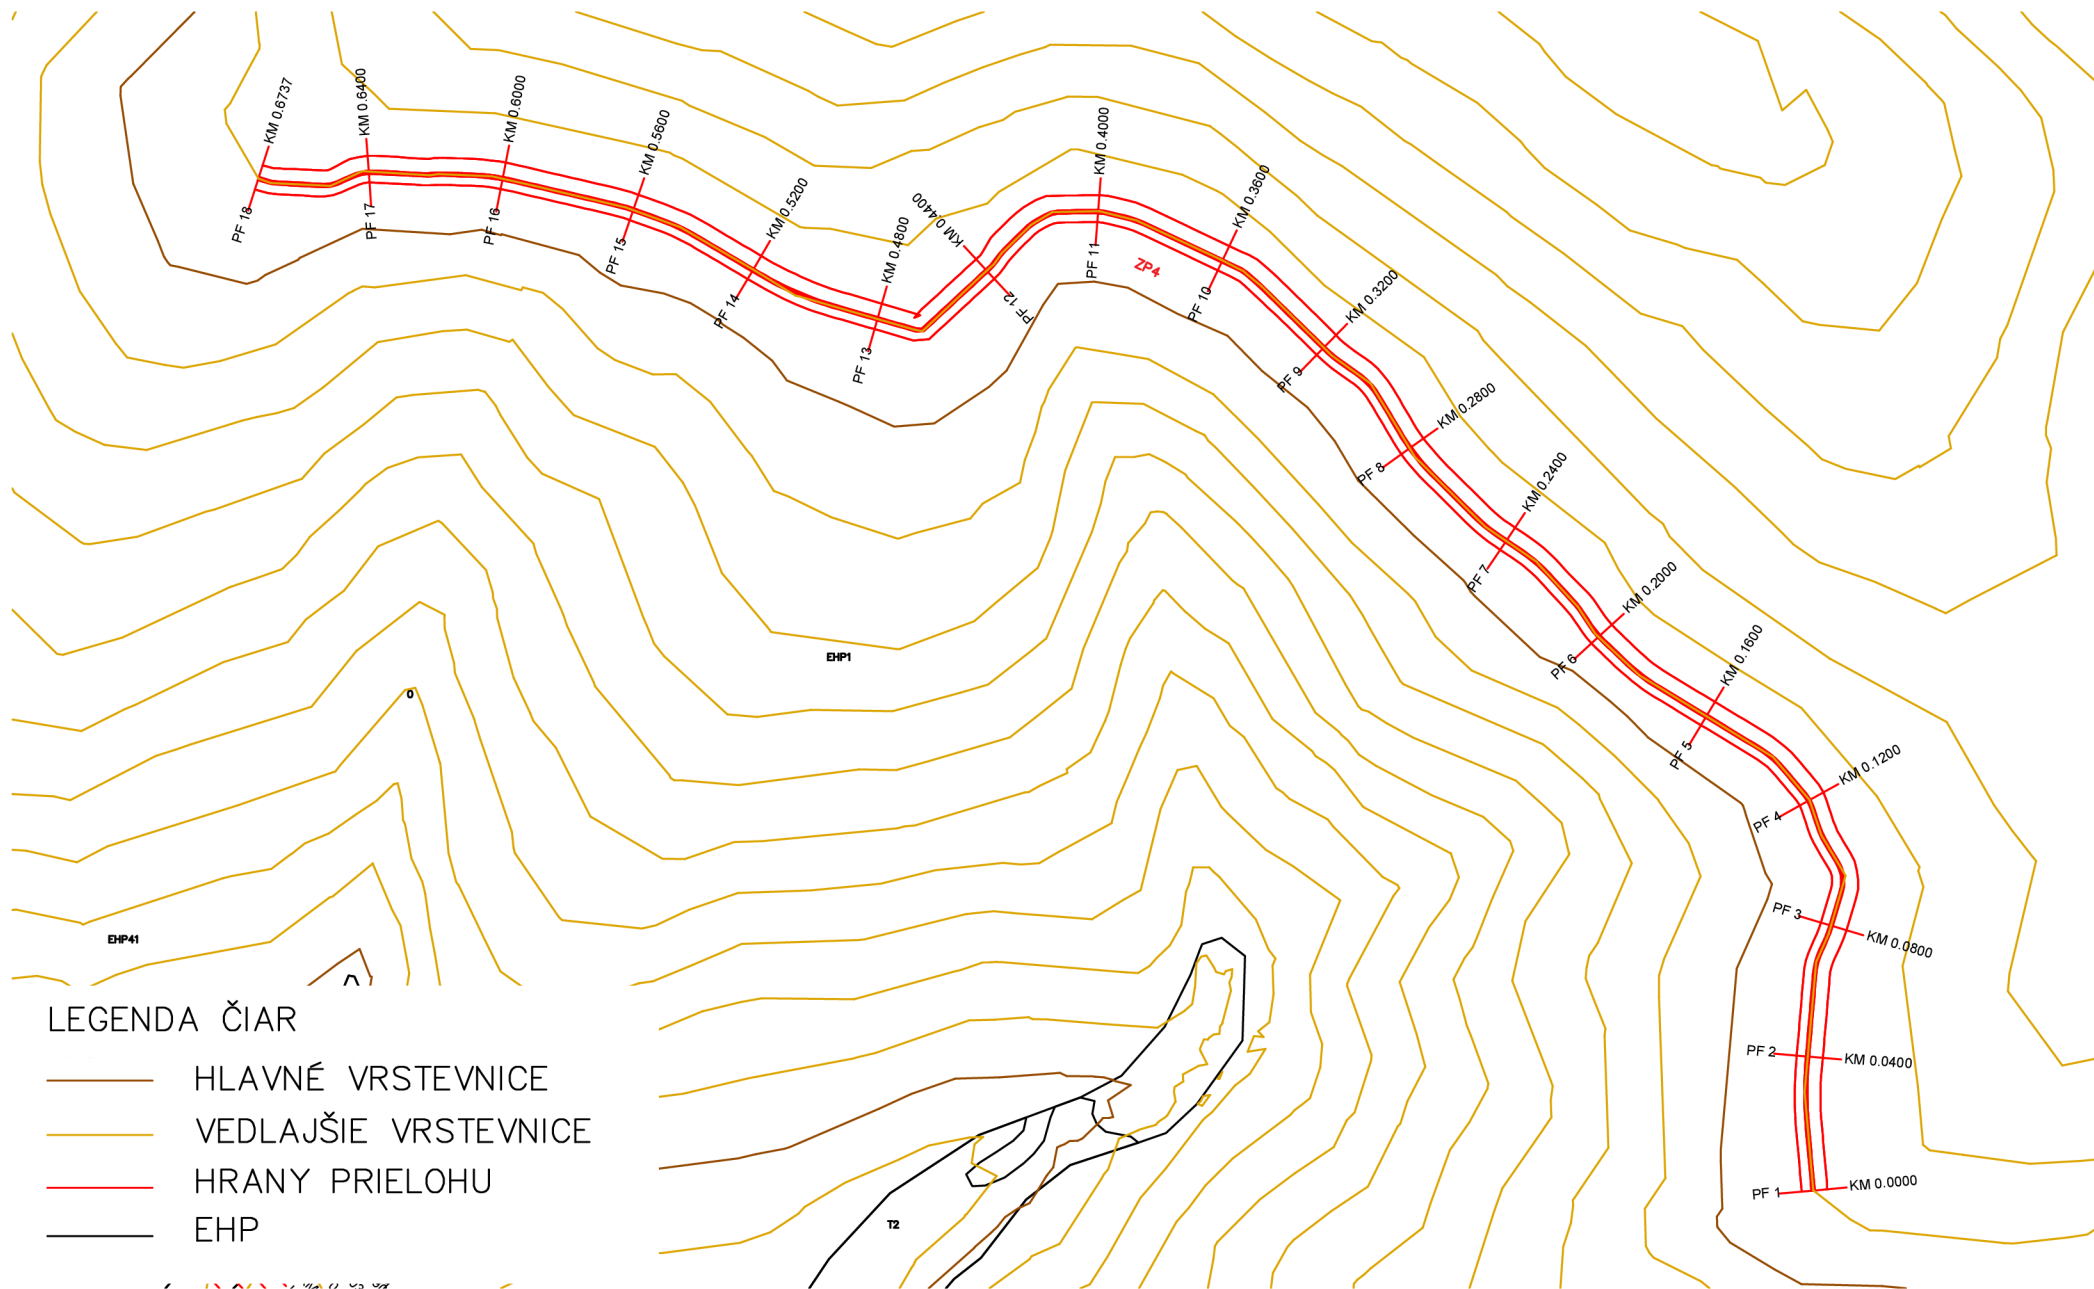 KM 0.6737
KM 0.6400
KM 0.6000
KM 0.5600
KM 0.5200
KM 0.4800
KM 0.4400
KM 0.4000
KM 0.3600
KM 0.3200
KM 0.2800
KM 0.2400
KM 0.2000
KM 0.1600
KM 0.1200
KM 0.0800
KM 0.0400
KM 0.0000
PF 18
PF 17
PF 16
PF 15
PF 14
PF 13
PF 12
PF 11
PF 10
PF 9
PF 8
PF 7
PF 6
PF 5
PF 4
PF 3
PF 2
PF 1
ZP4
EHP1
0
EHP41
T2
LEGENDA ČIAR
HLAVNÉ VRSTEVNICE
VEDLAJŠIE VRSTEVNICE
HRANY PRIELOHU
EHP